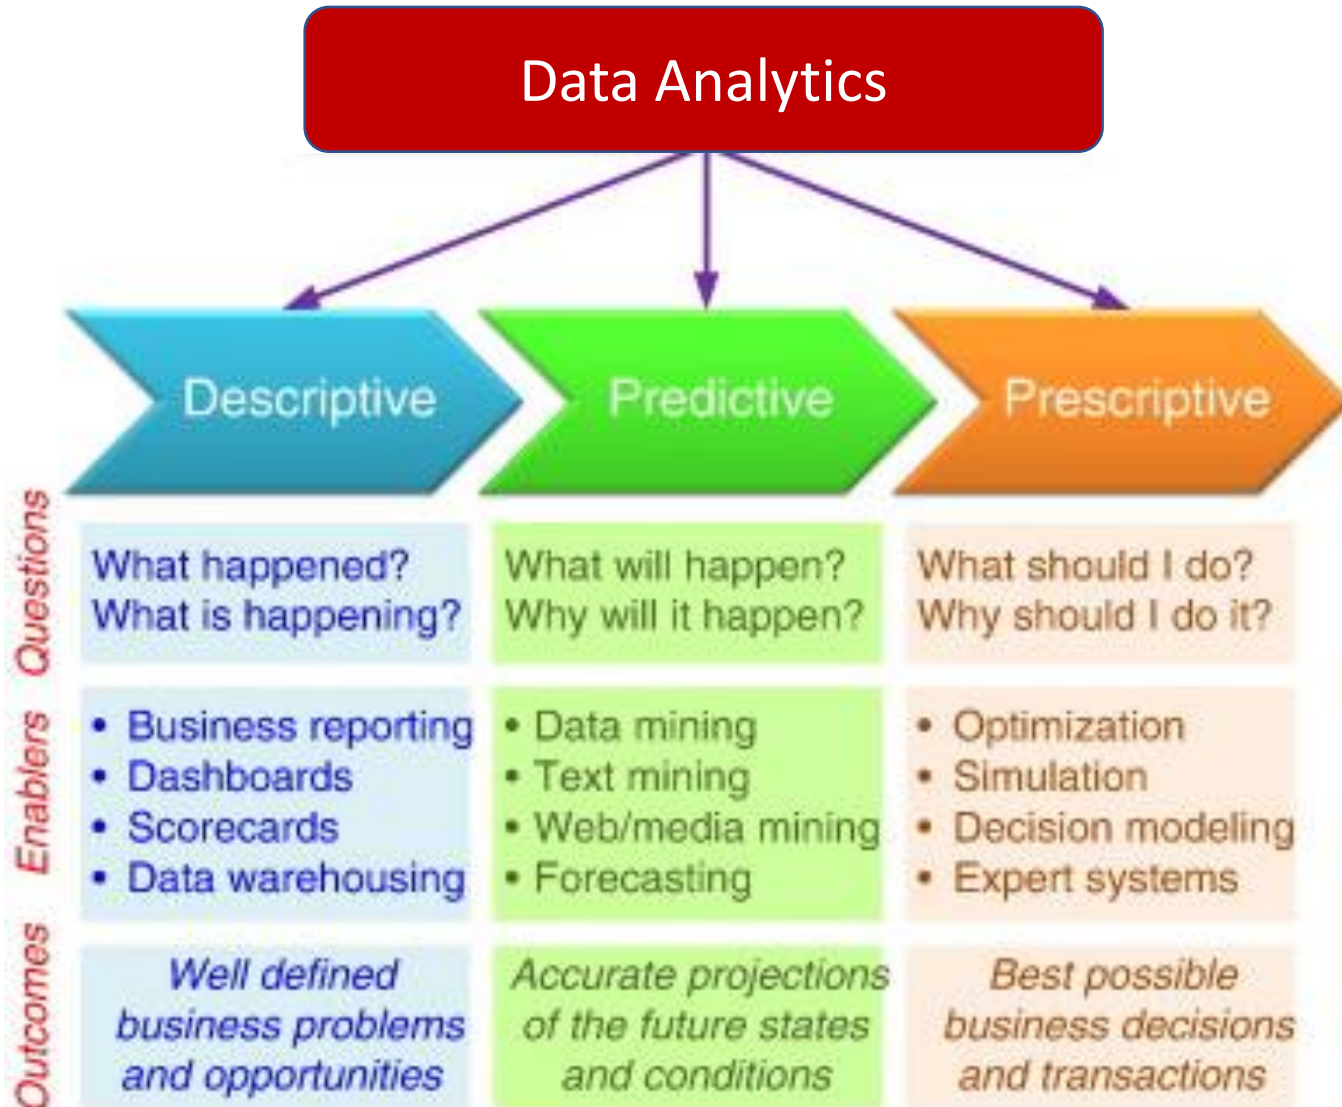 Data Analytics
Descriptive
Predictive
Prescriptive
Questions
What happened?
What is happening?
What will happen?
Why will it happen?
What should I do?
Why should I do it?
Enablers
• Business reporting
• Dashboards
• Scorecards
• Data warehousing
• Data mining
• Text mining
• Web/media mining
• Forecasting
• Optimization
• Simulation
• Decision modeling
• Expert systems
Outcomes
Well defined
business problems
and opportunities
Accurate projections
of the future states
and conditions
Best possible
business decisions
and transactions